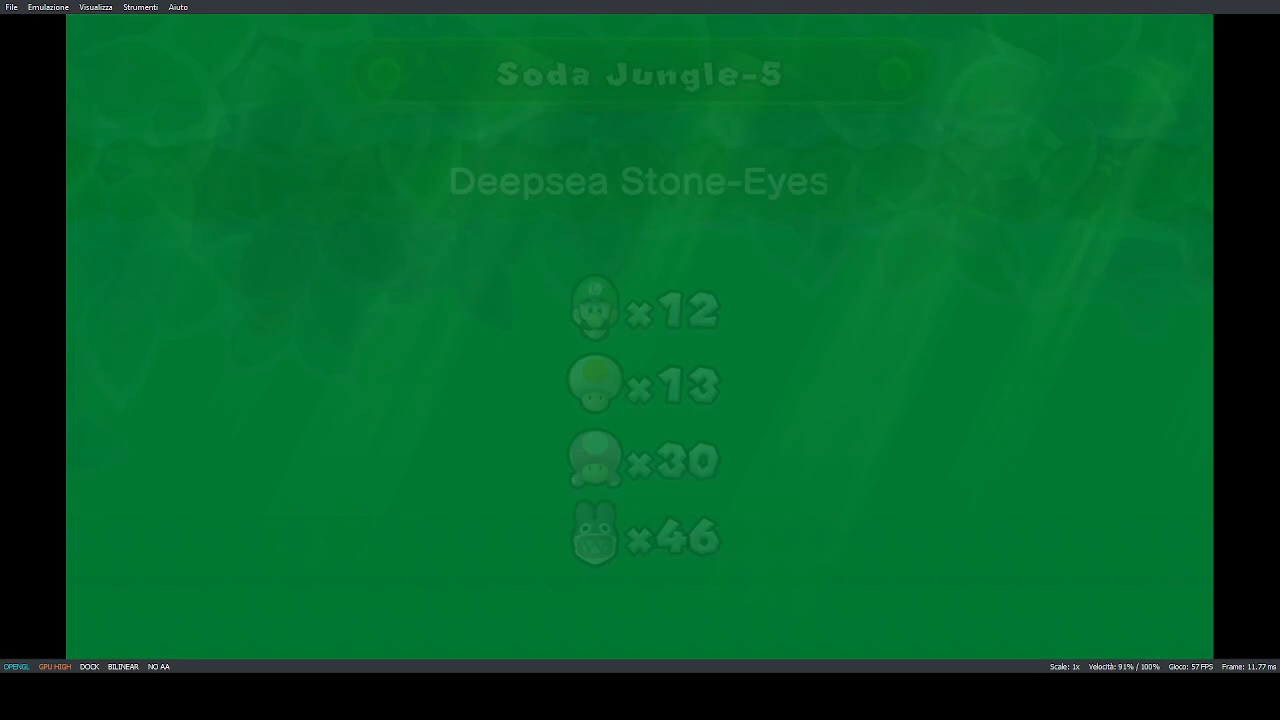 File Emulazione Visualizza Strumenti Aiuto
Soda Jungle-5
Deepsea Stone-Eyes
L
×12
×13
×30
×46
OPENGL GPU HIGH DOCK BILINEAR NO AA Scale: 1x Velocità: 91% / 100% Gioco: 57 FPS Frame: 11.77 ms